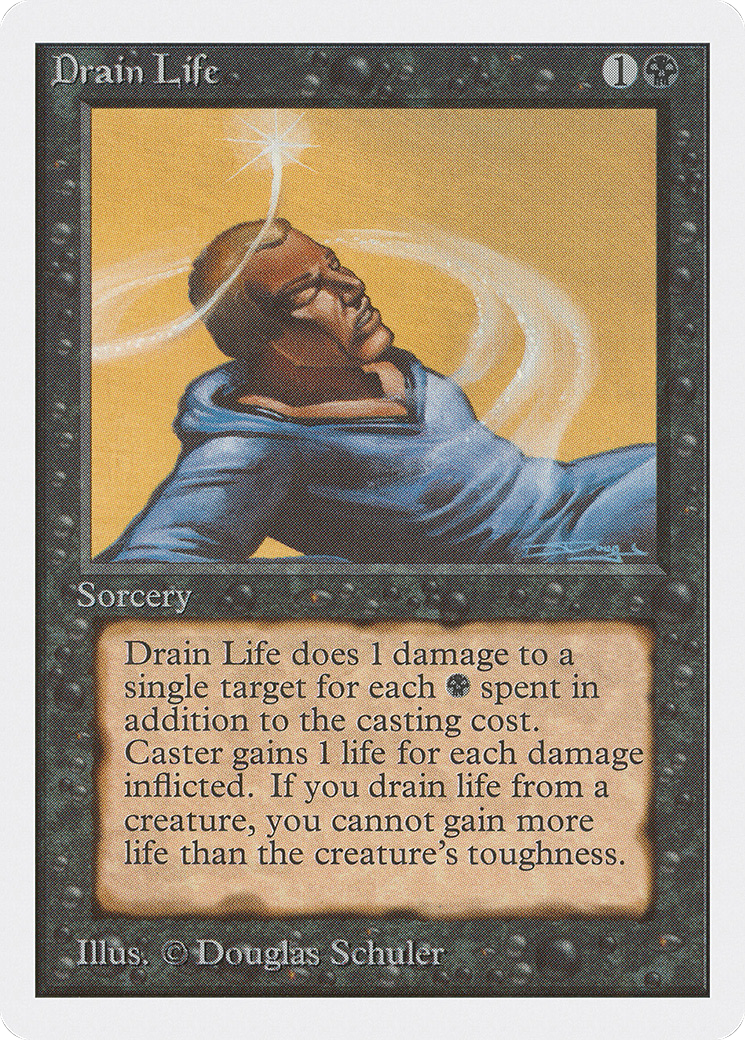 Drain Life 1
Sorcery
Drain Life does 1 damage to a
single target for each spent in
addition to the casting cost.
Caster gains 1 life for each damage
inflicted. If you drain life from a
creature, you cannot gain more
life than the creature's toughness.
Illus. © Douglas Schuler